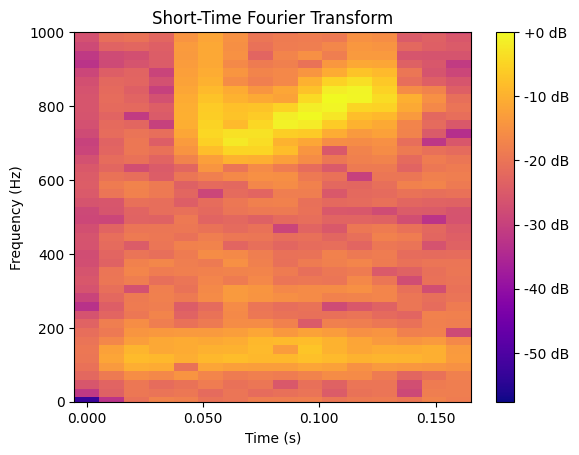 Short-Time Fourier Transform
1000
800
600
400
200
0
Frequency (Hz)
0.000
0.050
0.100
0.150
Time (s)
+0 dB
-10 dB
-20 dB
-30 dB
-40 dB
-50 dB